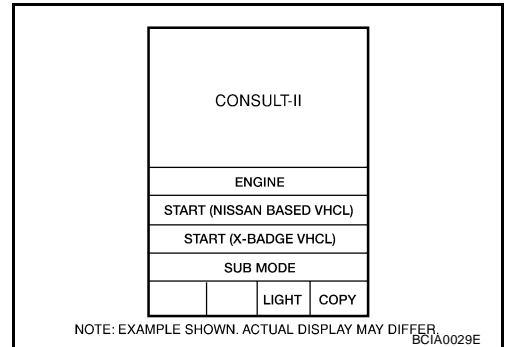 CONSULT-II
ENGINE
START (NISSAN BASED VHCL)
START (X-BADGE VHCL)
SUB MODE
LIGHT COPY
NOTE: EXAMPLE SHOWN. ACTUAL DISPLAY MAY DIFFER.
BCIA0029E